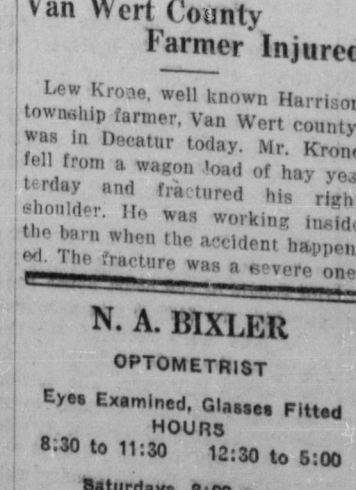 Van Wert County
Farmer Injured
Lew Krone, well known Harrison
township farmer, Van Wert county
was in Decatur today. Mr. Krone
fell from a wagon load of hay yes
terday and fractured his righ
shoulder. He was working inside
the barn when the accident happen
ed. The fracture was a severe one
N. A. BIXLER
OPTOMETRIST
Eyes Examined, Glasses Fitted
HOURS
8:30 to 11:30 12:30 to 5:00
Saturdays, 8:00